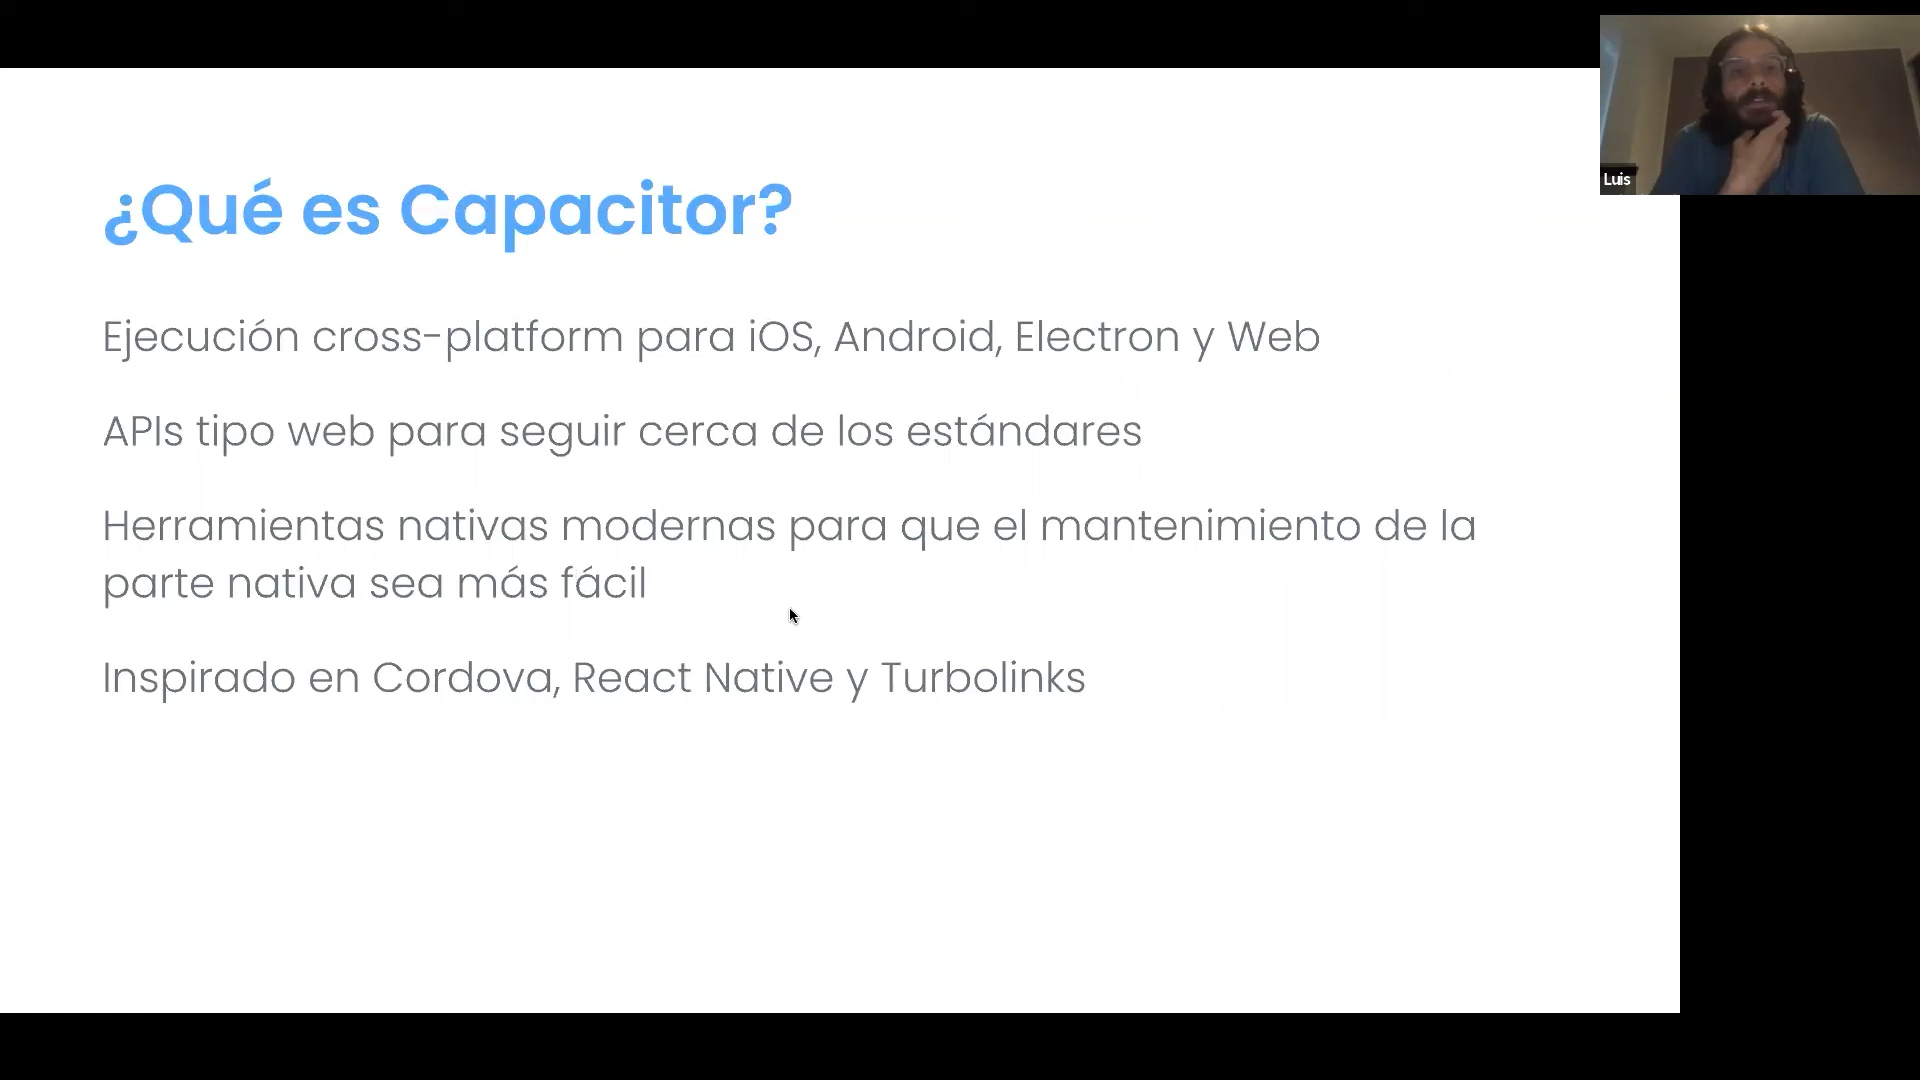 ¿Qué es Capacitor?
Ejecución cross-platform para iOS, Android, Electron y Web
APIs tipo web para seguir cerca de los estándares
Herramientas nativas modernas para que el mantenimiento de la
parte nativa sea más fácil
Inspirado en Cordova, React Native y Turbolinks
Luis